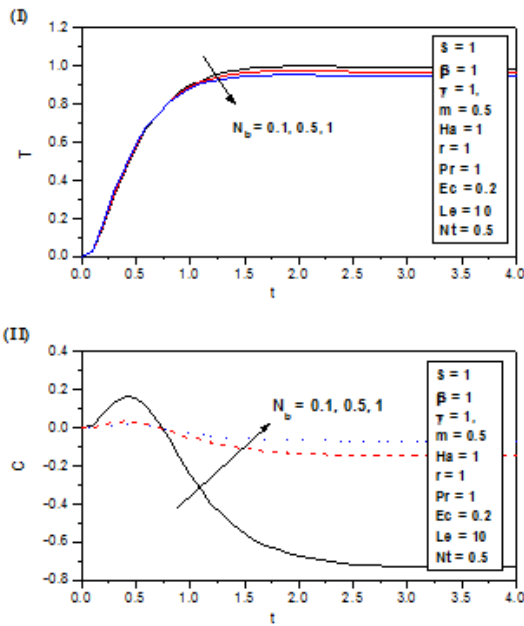 (I)
1.2
1.0
0.8
0.6
0.4
0.2
0.0
T
N_b = 0.1, 0.5, 1
S = 1
β = 1
γ = 1,
m = 0.5
Ha = 1
r = 1
Pr = 1
Ec = 0.2
Le = 10
Nt = 0.5
0.0 0.5 1.0 1.5 2.0 2.5 3.0 3.5 4.0
t
(II)
0.4
0.2
0.0
-0.2
-0.4
-0.6
-0.8
C
N_b = 0.1, 0.5, 1
S = 1
β = 1
γ = 1,
m = 0.5
Ha = 1
r = 1
Pr = 1
Ec = 0.2
Le = 10
Nt = 0.5
0.0 0.5 1.0 1.5 2.0 2.5 3.0 3.5 4.0
t